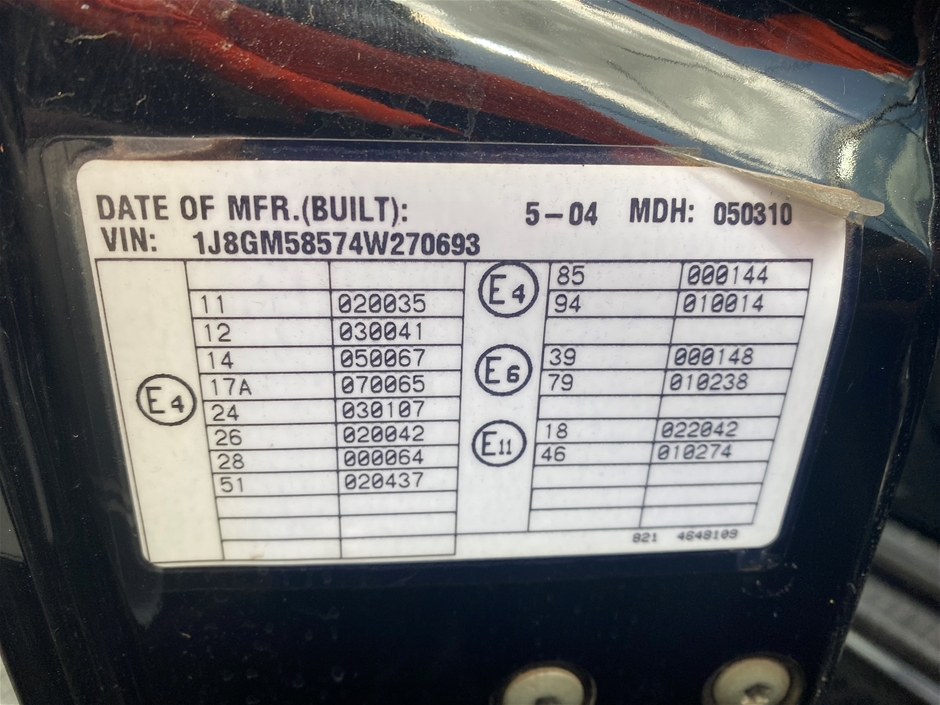 DATE OF MFR.(BUILT): 5-04 MDH: 050310
VIN: 1J8GM58574W270693
E4
11 020035
12 030041
14 050067
17A 070065
24 030107
26 020042
28 000064
51 020437
E4
85 000144
94 010014
E6
39 000148
79 010238
E11
18 022042
46 010274
821 4648109